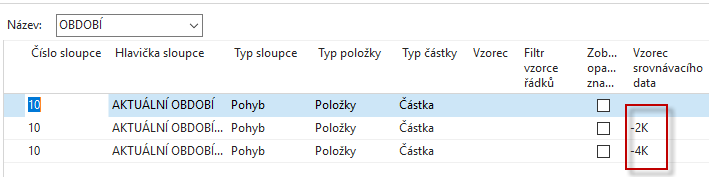 Název: OBDOBÍ
Číslo sloupce Hlavička sloupce Typ sloupce Typ položky Typ částky Vzorec Filtr vzorce řádků Zob... opa... zna... Vzorec srovnávacího data
10 AKTUÁLNÍ OBDOBÍ Pohyb Položky Částka
10 AKTUÁLNÍ OBDOBÍ... Pohyb Položky Částka -2K
10 AKTUÁLNÍ OBDOBÍ... Pohyb Položky Částka -4K